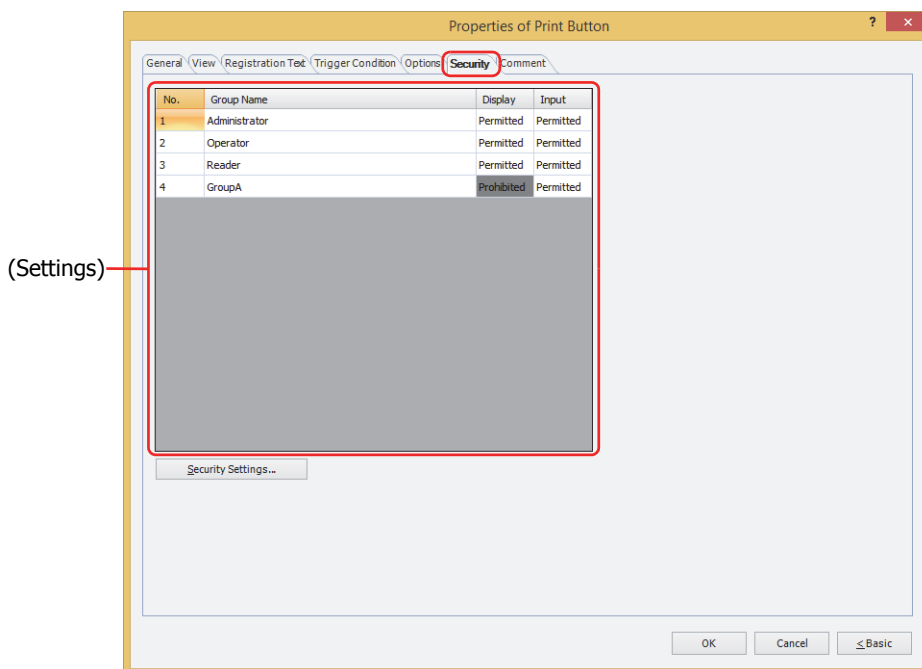 Properties of Print Button ? ×
General View Registration Text Trigger Condition Options Security Comment
No. Group Name Display Input
1 Administrator Permitted Permitted
2 Operator Permitted Permitted
3 Reader Permitted Permitted
4 GroupA Prohibited Permitted
(Settings)
Security Settings...
OK Cancel < Basic